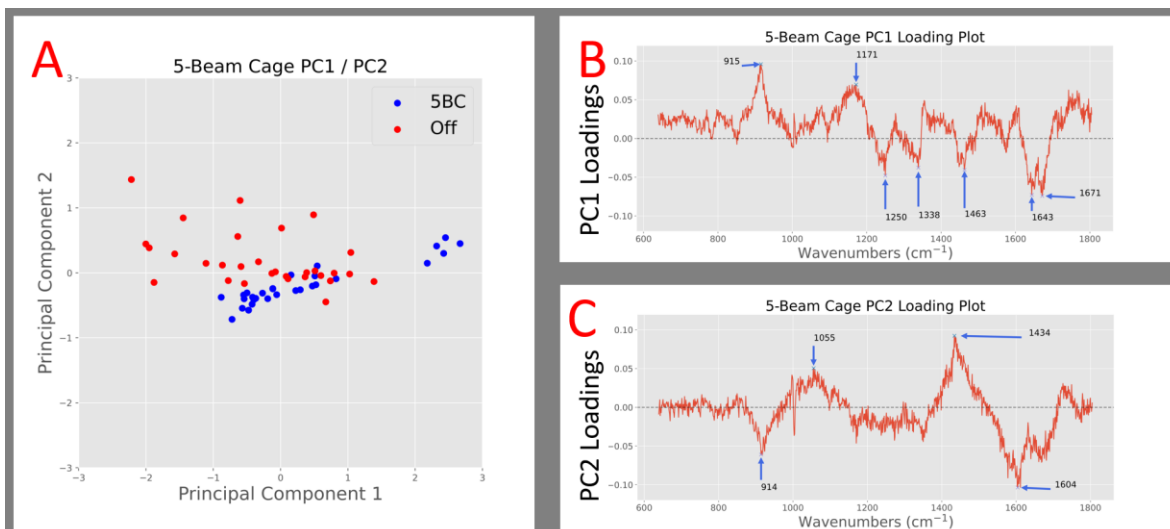 A
5-Beam Cage PC1 / PC2
5BC
Off
Principal Component 2
3
2
1
0
−1
−2
−3
−3 −2 −1 0 1 2 3
Principal Component 1
B
5-Beam Cage PC1 Loading Plot
PC1 Loadings
0.10
0.05
0.00
−0.05
−0.10
915
1171
1250
1338
1463
1643
1671
600 800 1000 1200 1400 1600 1800
Wavenumbers (cm⁻¹)
C
5-Beam Cage PC2 Loading Plot
PC2 Loadings
0.10
0.05
0.00
−0.05
−0.10
1055
1434
914
1604
600 800 1000 1200 1400 1600 1800
Wavenumbers (cm⁻¹)